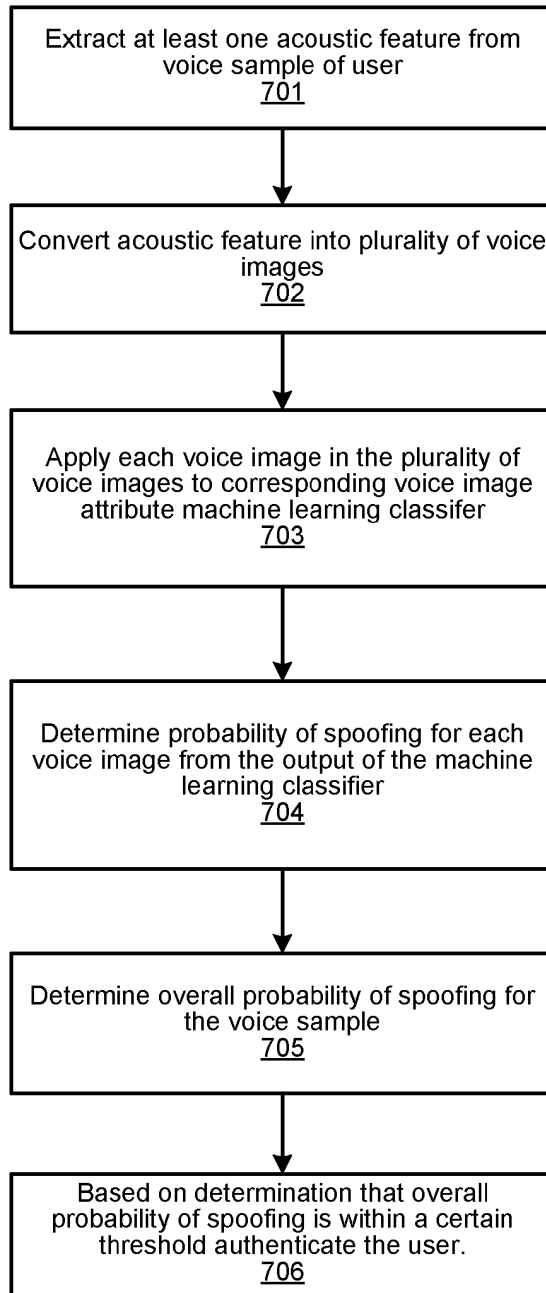 Extract at least one acoustic feature from
voice sample of user
701
Convert acoustic feature into plurality of voice
images
702
Apply each voice image in the plurality of
voice images to corresponding voice image
attribute machine learning classifer
703
Determine probability of spoofing for each
voice image from the output of the machine
learning classifier
704
Determine overall probability of spoofing for
the voice sample
705
Based on determination that overall
probability of spoofing is within a certain
threshold authenticate the user.
706